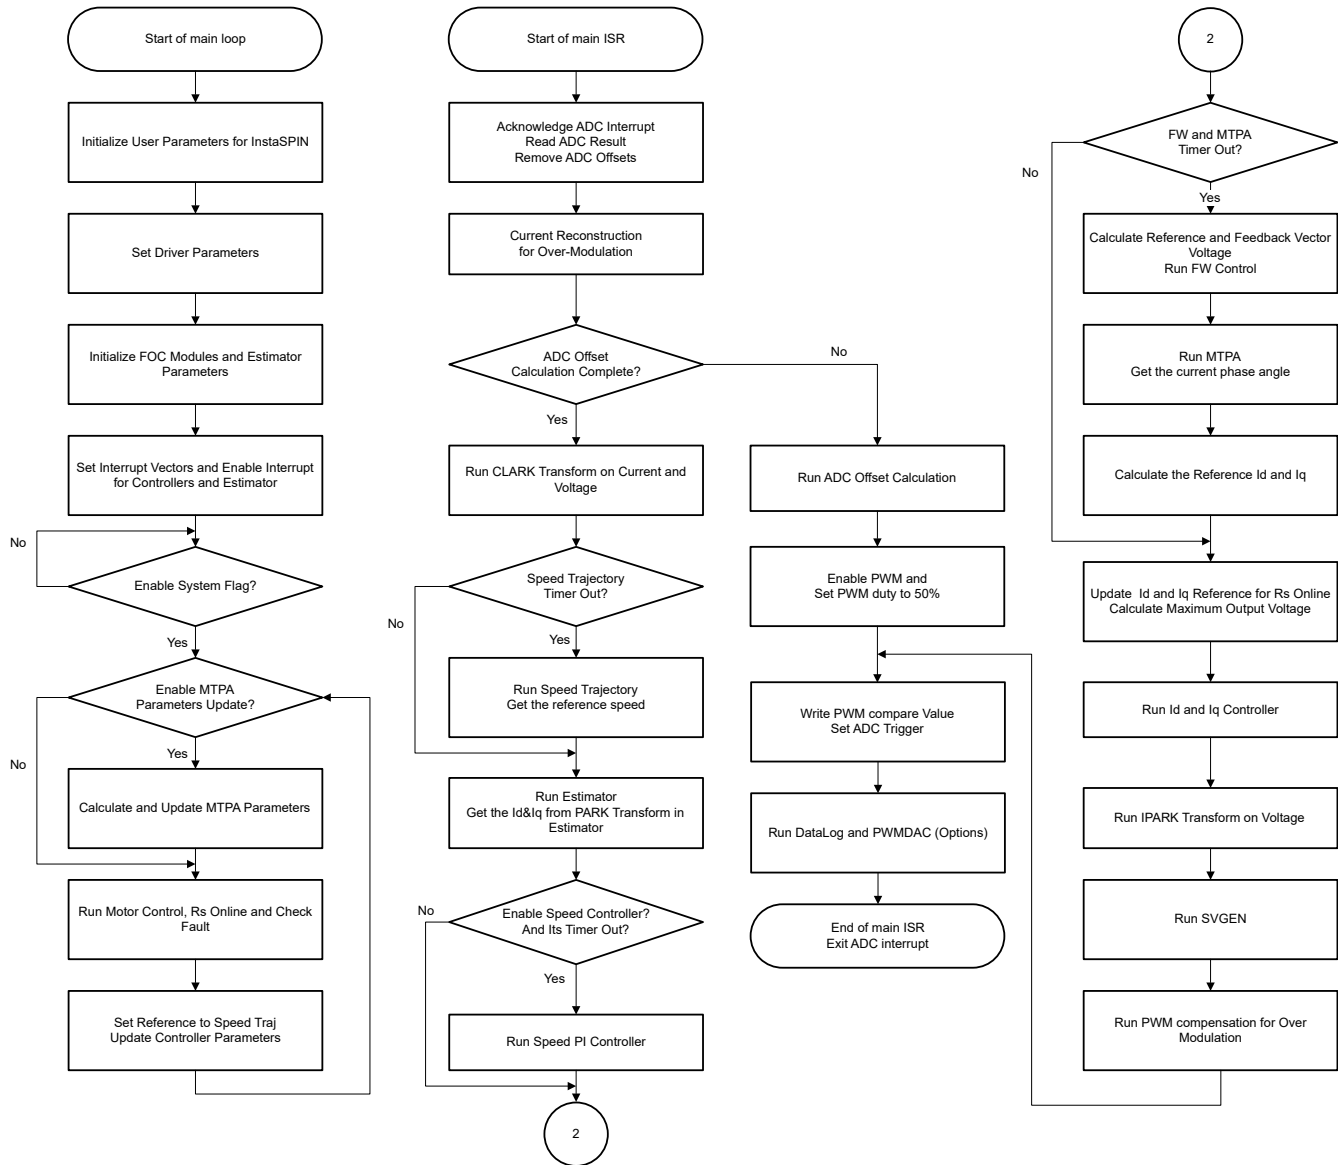 Start of main loop
Initialize User Parameters for InstaSPIN
Set Driver Parameters
Initialize FOC Modules and Estimator
Parameters
Set Interrupt Vectors and Enable Interrupt
for Controllers and Estimator
No
Enable System Flag?
Yes
Enable MTPA
Parameters Update?
No
Yes
Calculate and Update MTPA Parameters
Run Motor Control, Rs Online and Check
Fault
Set Reference to Speed Traj
Update Controller Parameters
Start of main ISR
Acknowledge ADC Interrupt
Read ADC Result
Remove ADC Offsets
Current Reconstruction
for Over-Modulation
ADC Offset
Calculation Complete?
No
Yes
Run CLARK Transform on Current and
Voltage
Speed Trajectory
Timer Out?
No
Yes
Run Speed Trajectory
Get the reference speed
Run Estimator
Get the Id&Iq from PARK Transform in
Estimator
No
Enable Speed Controller?
And Its Timer Out?
Yes
Run Speed PI Controller
2
Run ADC Offset Calculation
Enable PWM and
Set PWM duty to 50%
Write PWM compare Value
Set ADC Trigger
Run DataLog and PWMDAC (Options)
End of main ISR
Exit ADC interrupt
2
FW and MTPA
Timer Out?
No
Yes
Calculate Reference and Feedback Vector
Voltage
Run FW Control
Run MTPA
Get the current phase angle
Calculate the Reference Id and Iq
Update Id and Iq Reference for Rs Online
Calculate Maximum Output Voltage
Run Id and Iq Controller
Run IPARK Transform on Voltage
Run SVGEN
Run PWM compensation for Over
Modulation